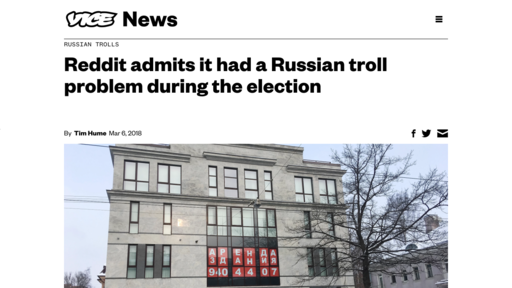 VICE News
RUSSIAN TROLLS
Reddit admits it had a Russian troll
problem during the election
By Tim Hume Mar 6, 2018
АРЕНДА
ЗДАНИЯ
940 44 07